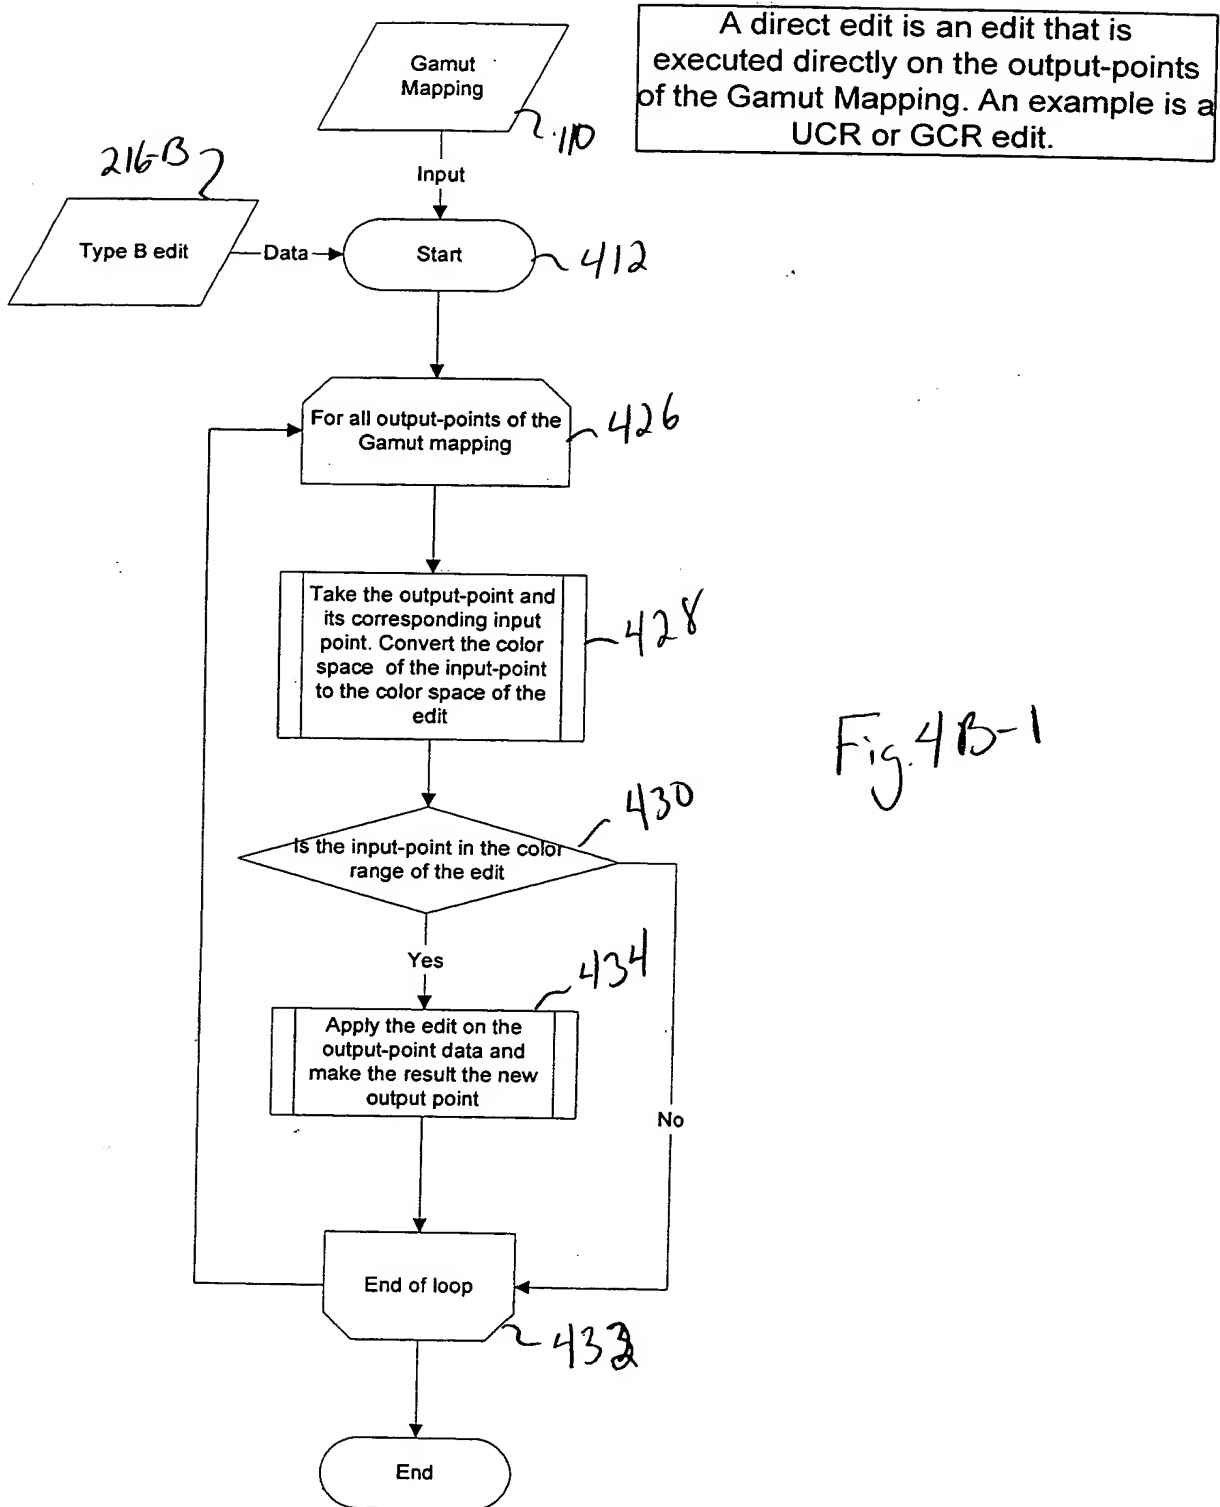 A direct edit is an edit that is
executed directly on the output-points
of the Gamut Mapping. An example is a
UCR or GCR edit.
Gamut
Mapping
110
Input
216-B
Type B edit
Data
Start
412
For all output-points of the
Gamut mapping
426
Take the output-point and
its corresponding input
point. Convert the color
space of the input-point
to the color space of the
edit
428
Fig. 4B-1
430
Is the input-point in the color
range of the edit
Yes
434
Apply the edit on the
output-point data and
make the result the new
output point
No
End of loop
End